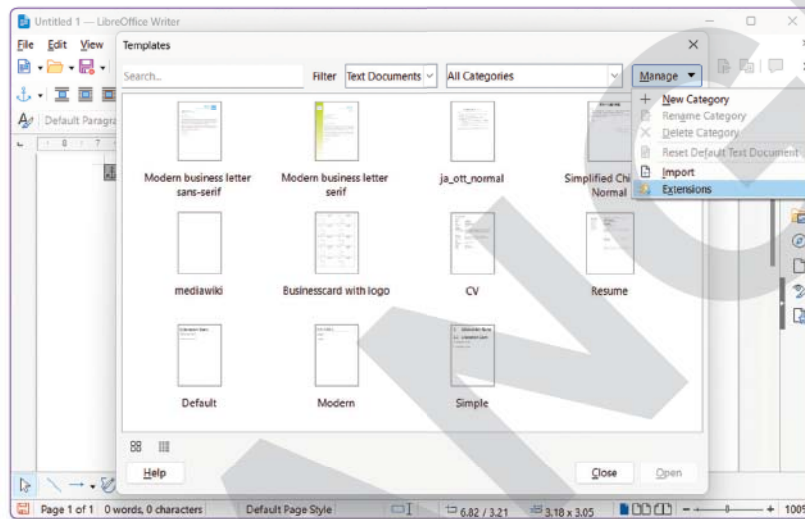 Untitled 1 — LibreOffice Writer
File Edit View
Templates
Search...
Filter
Text Documents
All Categories
Manage
New Category
Rename Category
Delete Category
Reset Default Text Document
Import
Extensions
Default Paragra
Modern business letter
sans-serif
Modern business letter
serif
ja_ott_normal
Simplified Chi
Normal
mediawiki
Businesscard with logo
CV
Resume
Default
Modern
Simple
Help
Close
Open
Page 1 of 1
0 words, 0 characters
Default Page Style
6.82 / 3.21
3.18 x 3.05
100%